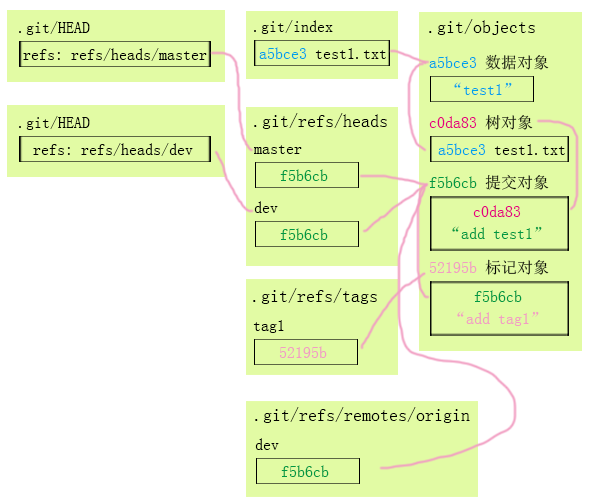 .git/HEAD
refs: refs/heads/master
.git/HEAD
refs: refs/heads/dev
.git/index
a5bce3 test1.txt
.git/refs/heads
master
f5b6cb
dev
f5b6cb
.git/refs/tags
tag1
52195b
.git/refs/remotes/origin
dev
f5b6cb
.git/objects
a5bce3 数据对象
“test1”
c0da83 树对象
a5bce3 test1.txt
f5b6cb 提交对象
c0da83
“add test1”
52195b 标记对象
f5b6cb
“add tag1”